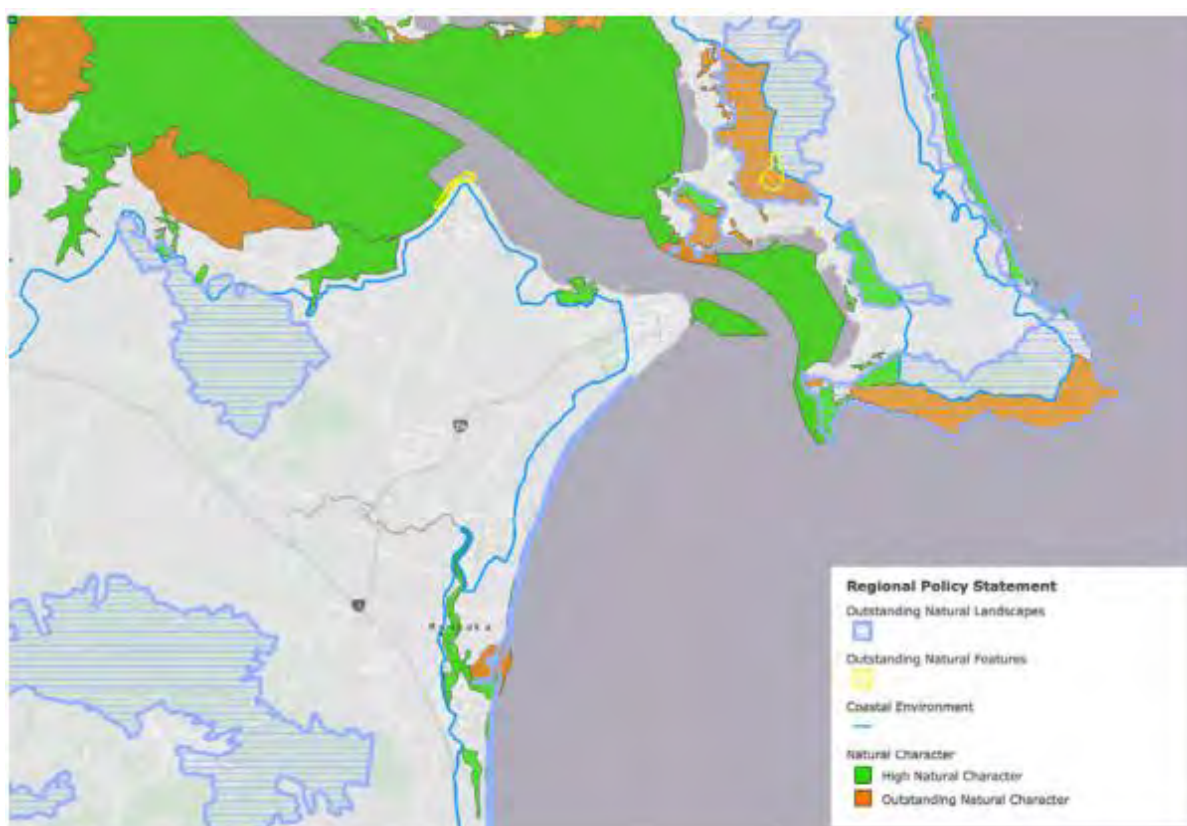 Regional Policy Statement
Outstanding Natural Landscapes
Outstanding Natural Features
Coastal Environment
Natural Character
High Natural Character
Outstanding Natural Character